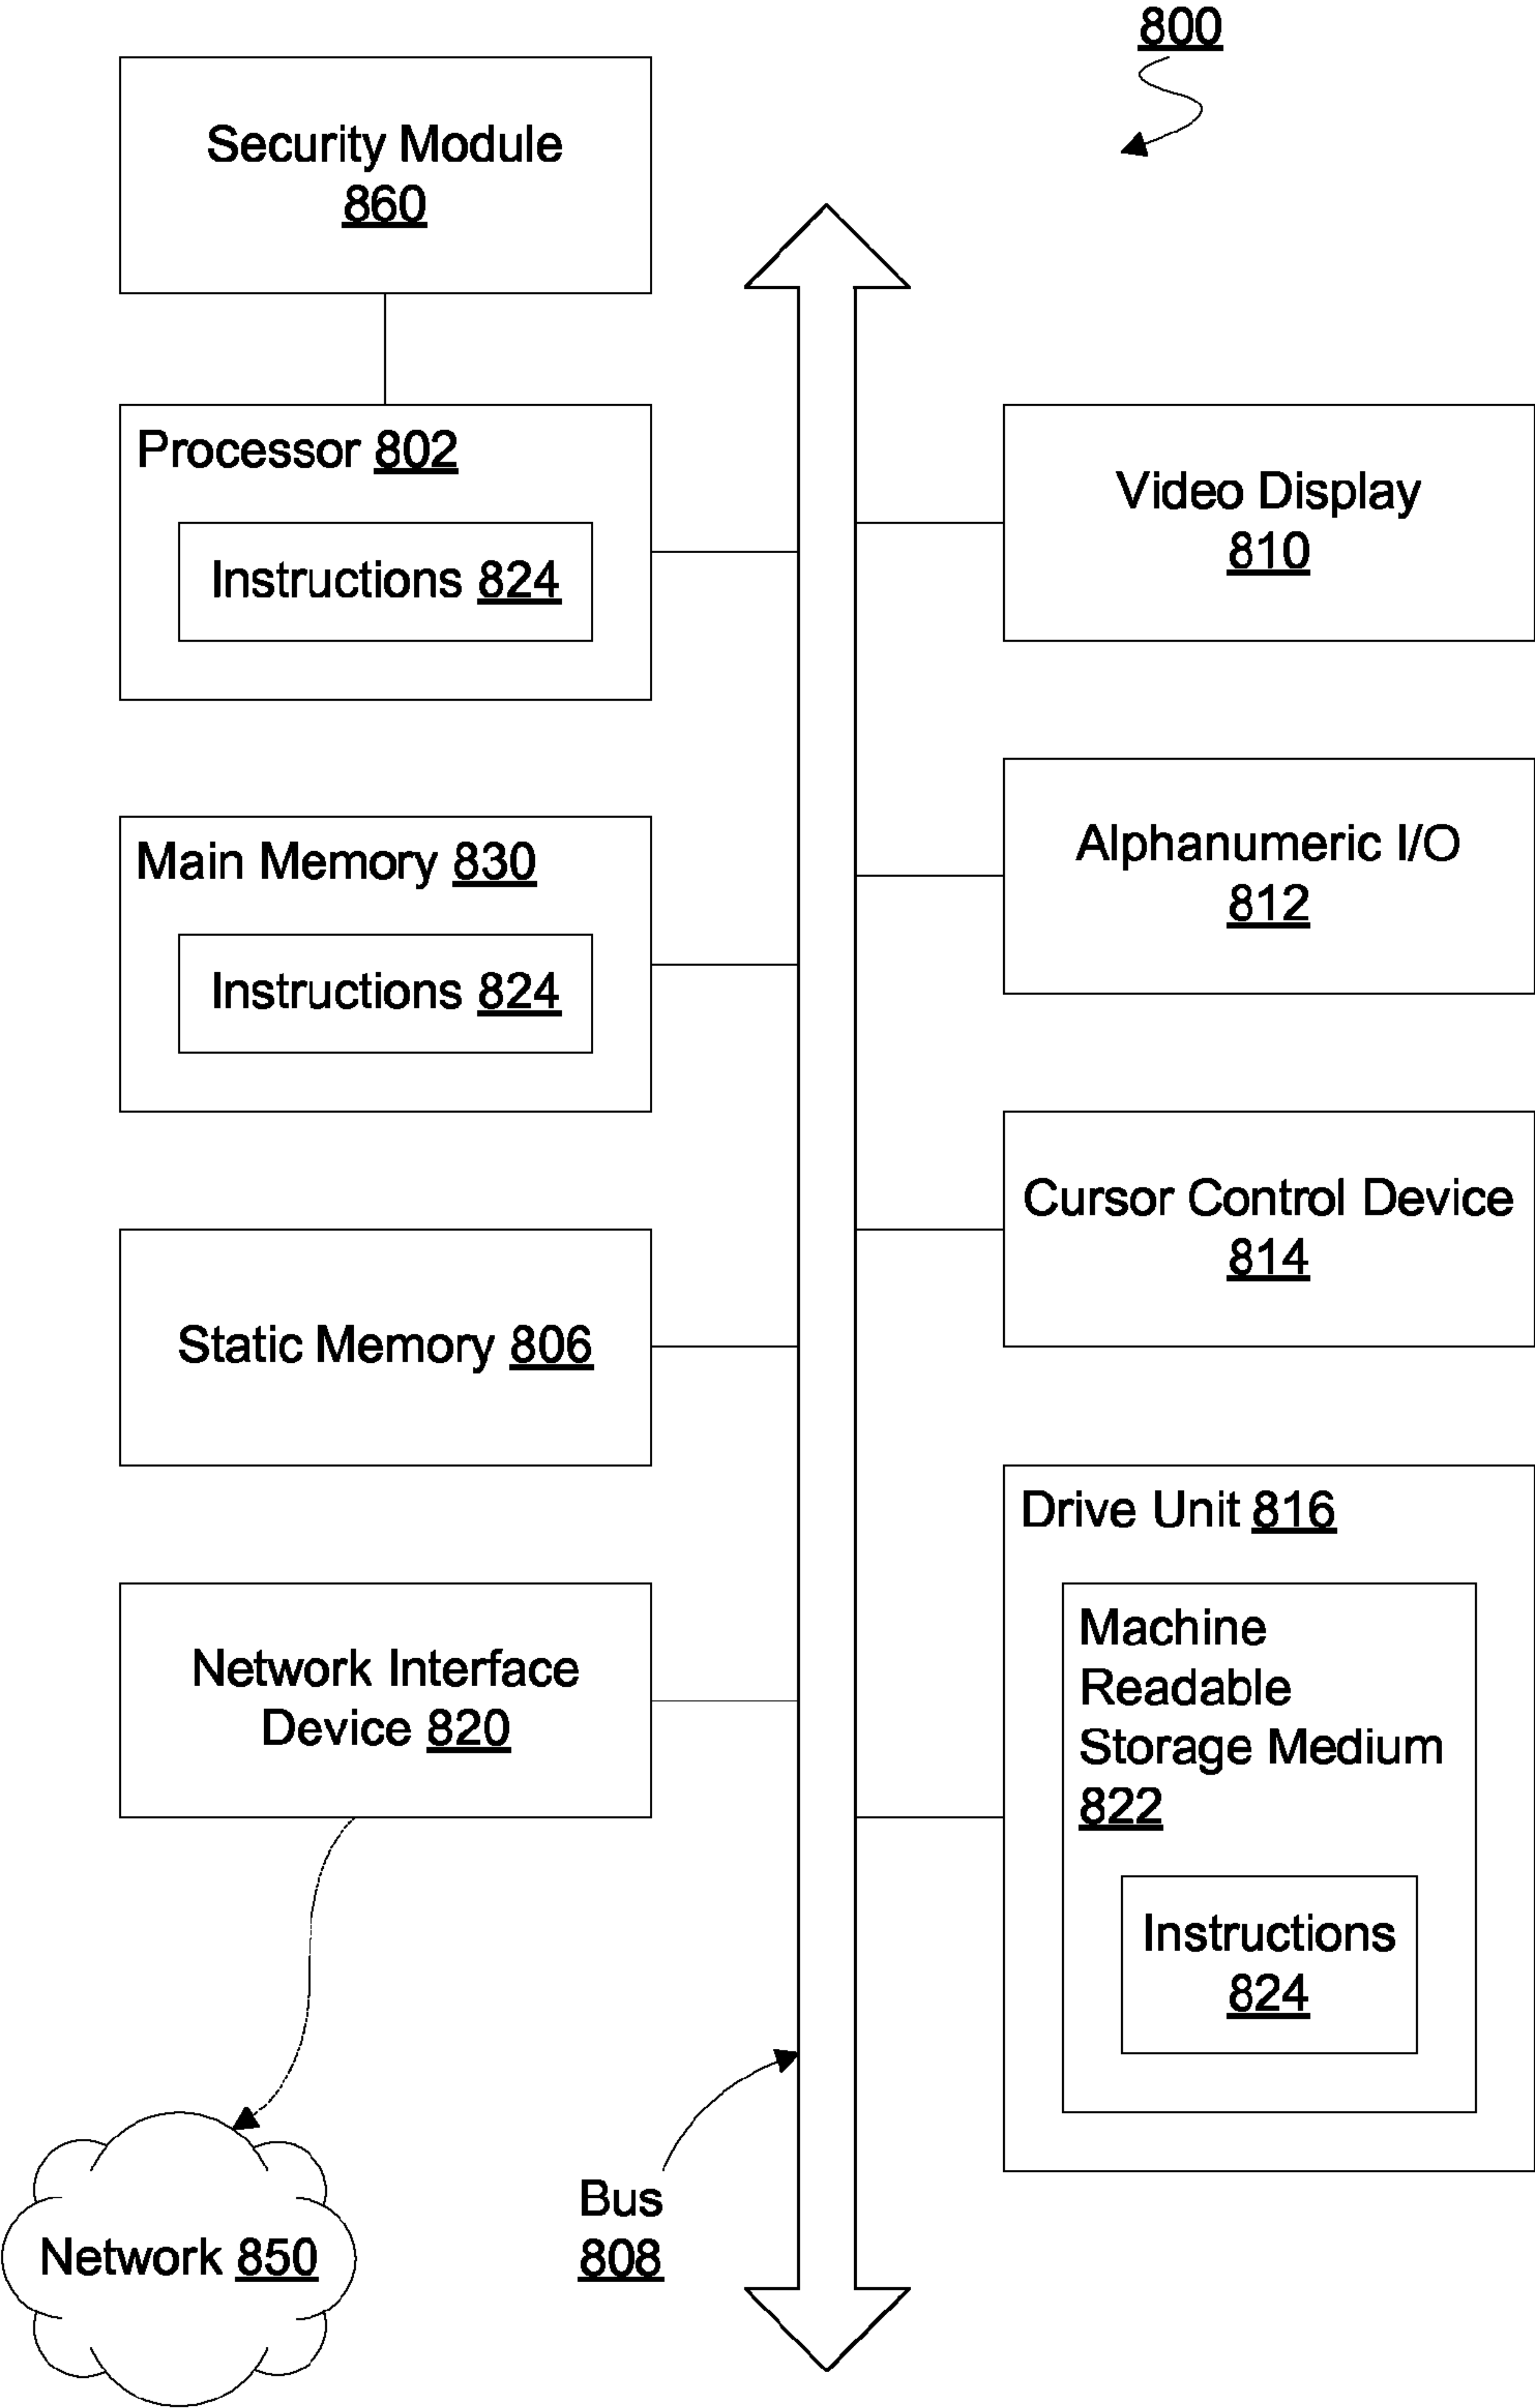 800
Security Module
860
Processor 802
Instructions 824
Video Display
810
Main Memory 830
Instructions 824
Alphanumeric I/O
812
Cursor Control Device
814
Static Memory 806
Drive Unit 816
Machine
Readable
Storage Medium
822
Instructions
824
Network Interface
Device 820
Bus
808
Network 850